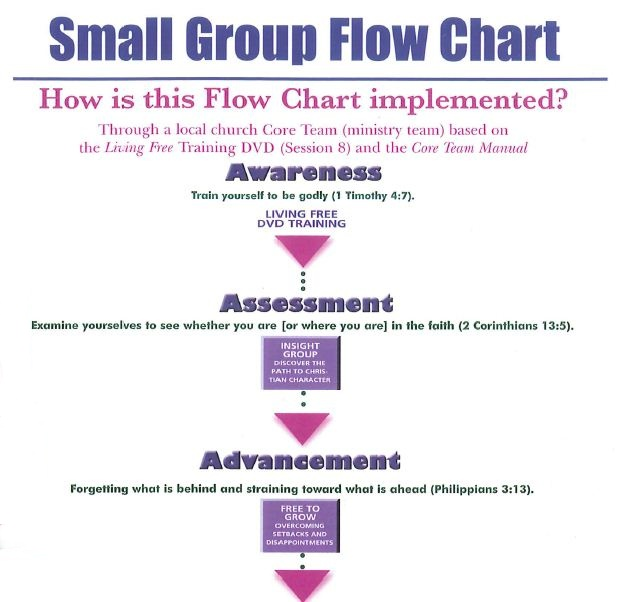 Small Group Flow Chart
How is this Flow Chart implemented?
Through a local church Core Team (ministry team) based on
the Living Free Training DVD (Session 8) and the Core Team Manual
Awareness
Train yourself to be godly (1 Timothy 4:7).
LIVING FREE
DVD TRAINING
Assessment
Examine yourselves to see whether you are [or where you are] in the faith (2 Corinthians 13:5).
INSIGHT
GROUP
DISCOVER THE
PATH TO CHRIS-
TIAN CHARACTER
Advancement
Forgetting what is behind and straining toward what is ahead (Philippians 3:13).
FREE TO
GROW
OVERCOMING
SETBACKS AND
DISAPPOINTMENTS